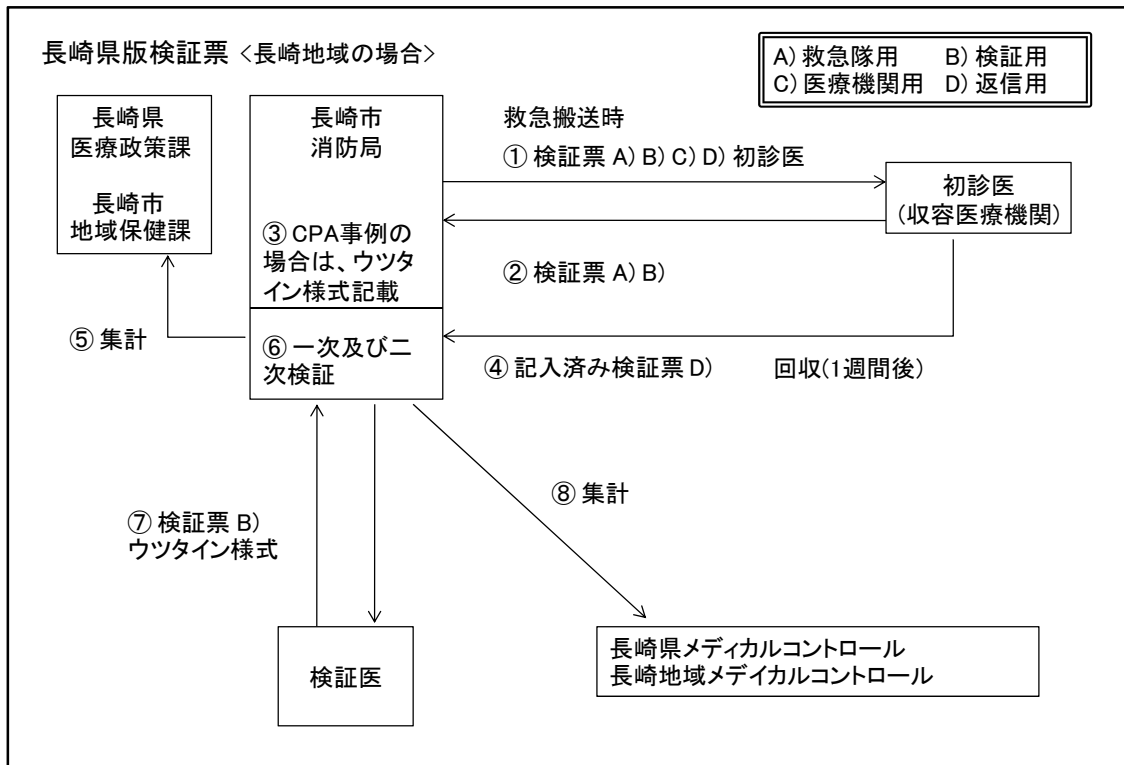 長崎県版検証票 <長崎地域の場合>
A) 救急隊用 B) 検証用
C) 医療機関用 D) 返信用
長崎県
医療政策課
長崎市
地域保健課
長崎市
消防局
③ CPA事例の
場合は、ウツタ
イン様式記載
⑥ 一次及び二
次検証
救急搬送時
① 検証票 A) B) C) D) 初診医
初診医
(収容医療機関)
② 検証票 A) B)
④ 記入済み検証票 D) 回収(1週間後)
⑤ 集計
⑦ 検証票 B)
ウツタイン様式
⑧ 集計
検証医
長崎県メディカルコントロール
長崎地域メデイカルコントロール